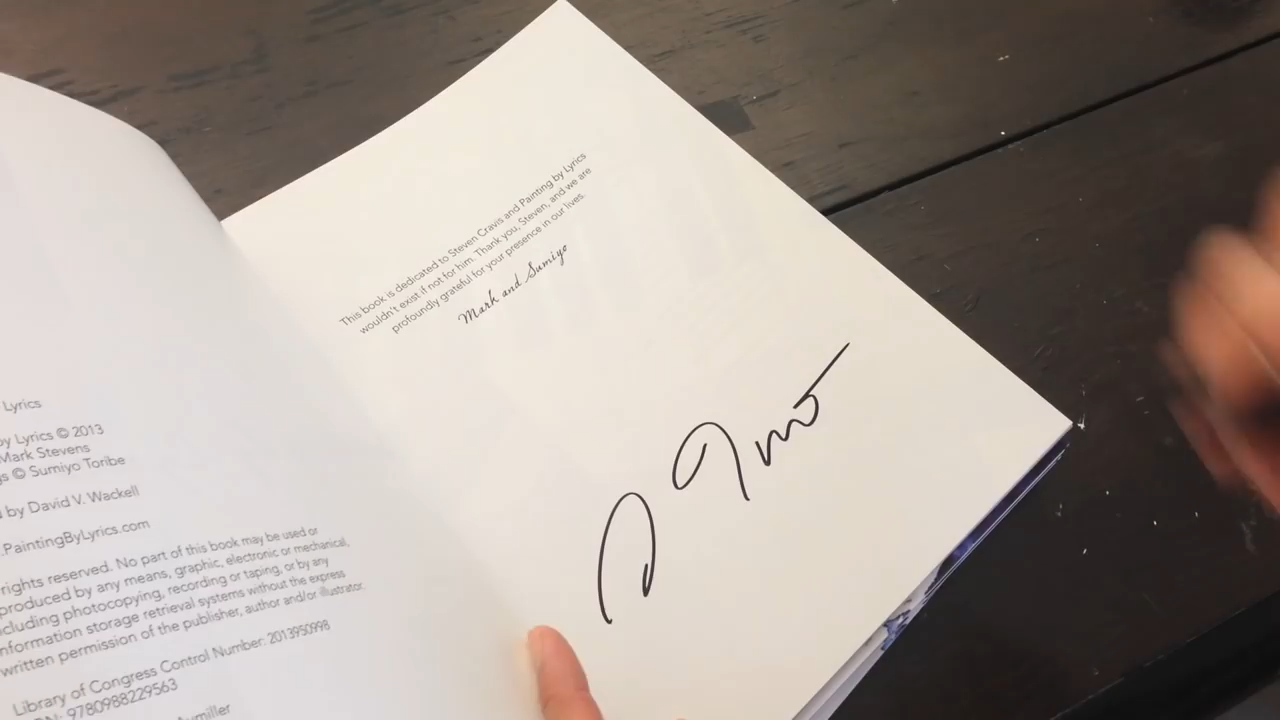 Lyrics
by Lyrics © 2013
Mark Stevens
© Sumiyo Toribe
by David V. Wackell
.PaintingByLyrics.com
rights reserved. No part of this book may be used or
produced by any means, graphic, electronic or mechanical,
including photocopying, recording or taping, or by any
nformation storage retrieval systems without the express
written permission of the publisher, author and/or illustrator.
Library of Congress Control Number: 2013950998
9780988229563
This book is dedicated to Steven Cravis and Painting by Lyrics
wouldn't exist if not for him. Thank you, Steven, and we are
profoundly grateful for your presence in our lives.
Mark and Sumiyo